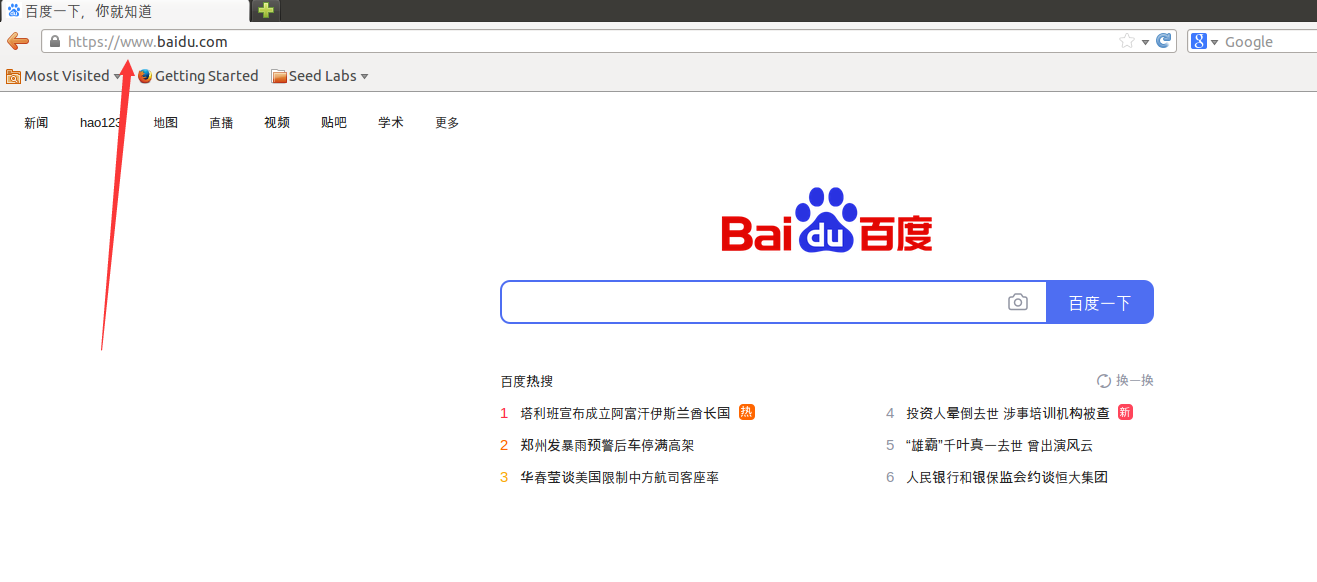 百度一下，你就知道
https://www.baidu.com
Google
Most Visited
Getting Started
Seed Labs
新闻 hao123 地图 直播 视频 贴吧 学术 更多
Baidu百度
百度一下
百度热搜
换一换
1 塔利班宣布成立阿富汗伊斯兰酋长国 热
2 郑州发暴雨预警后车停满高架
3 华春莹谈美国限制中方航司客座率
4 投资人晕倒去世 涉事培训机构被查 新
5 “雄霸”千叶真一去世 曾出演风云
6 人民银行和银保监会约谈恒大集团